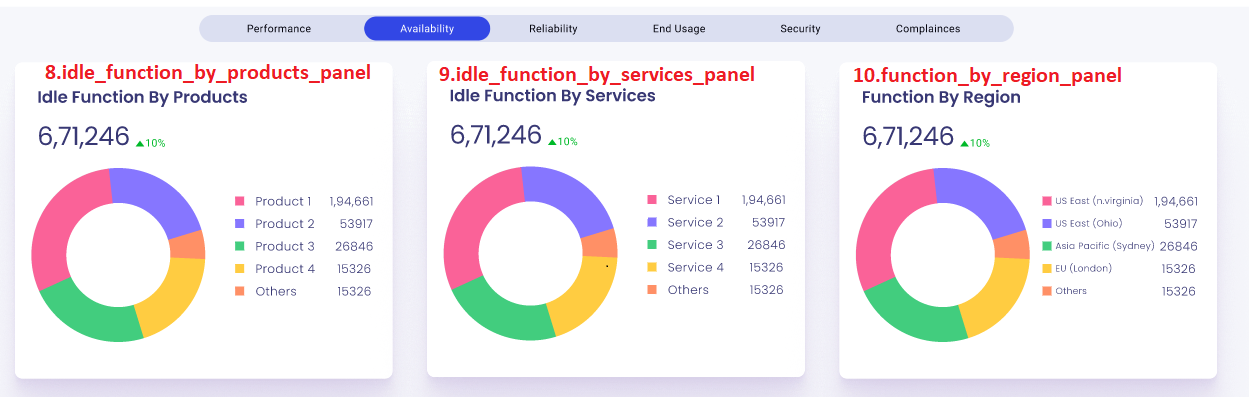 Performance Availability Reliability End Usage Security Complainces
8.idle_function_by_products_panel
Idle Function By Products
6,71,246 ▲10%
Product 1 1,94,661
Product 2 53917
Product 3 26846
Product 4 15326
Others 15326
9.idle_function_by_services_panel
Idle Function By Services
6,71,246 ▲10%
Service 1 1,94,661
Service 2 53917
Service 3 26846
Service 4 15326
Others 15326
10.function_by_region_panel
Function By Region
6,71,246 ▲10%
US East (n.virginia) 1,94,661
US East (Ohio) 53917
Asia Pacific (Sydney) 26846
EU (London) 15326
Others 15326